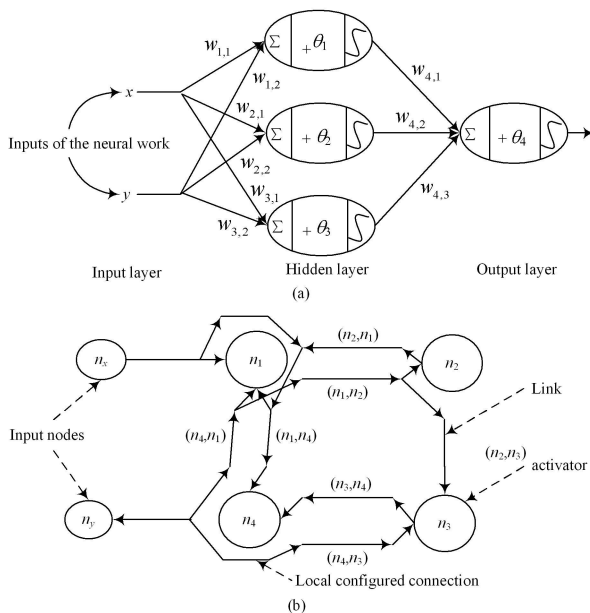 w1,1
Σ + θ1
w1,2
w4,1
x
w2,1
Σ + θ2
w4,2
Σ + θ4
Inputs of the neural work
w2,2
w3,1
y
w3,2
Σ + θ3
w4,3
Input layer
Hidden layer
Output layer
(a)
(n2,n1)
nx
n1
n2
(n1,n2)
Link
Input nodes
(n4,n1)
(n1,n4)
(n2,n3)
(n3,n4)
activator
ny
n4
n3
(n4,n3)
Local configured connection
(b)